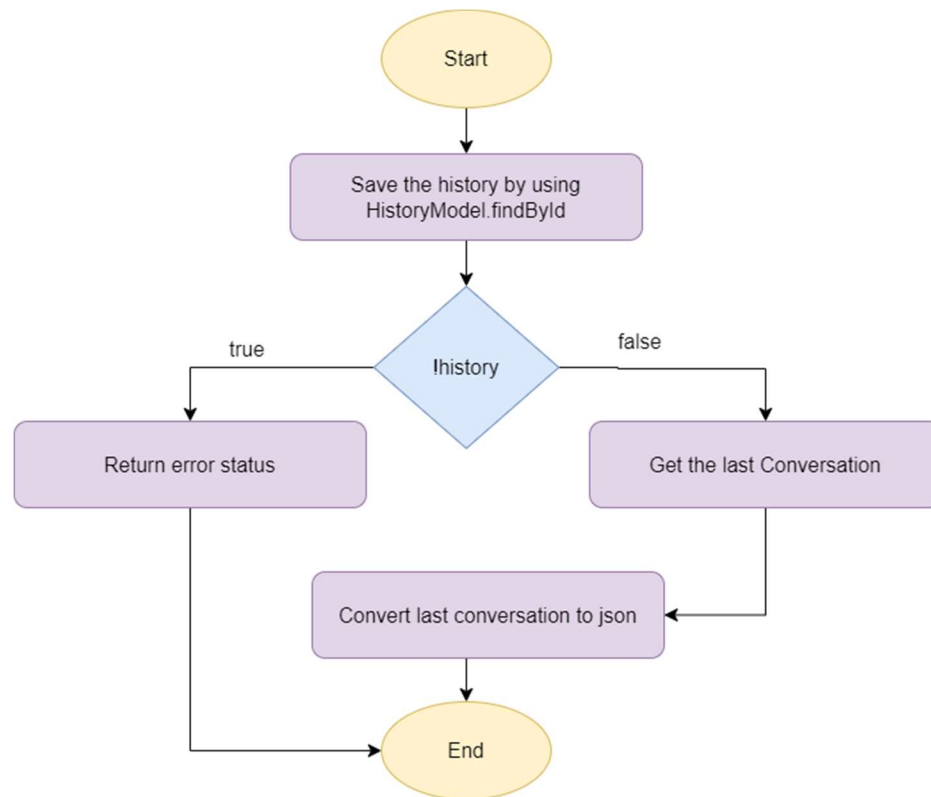 Start
Save the history by using
HistoryModel.findById
true
false
!history
Return error status
Get the last Conversation
Convert last conversation to json
End